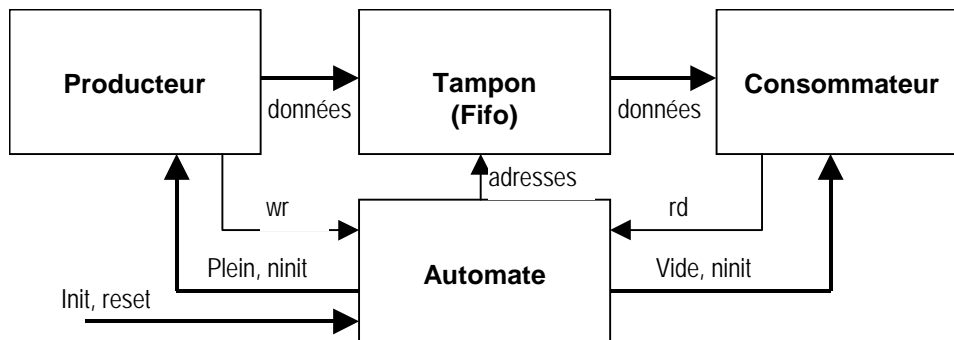 Producteur
données
Tampon
(Fifo)
données
Consommateur
adresses
wr
rd
Plein, ninit
Automate
Vide, ninit
Init, reset